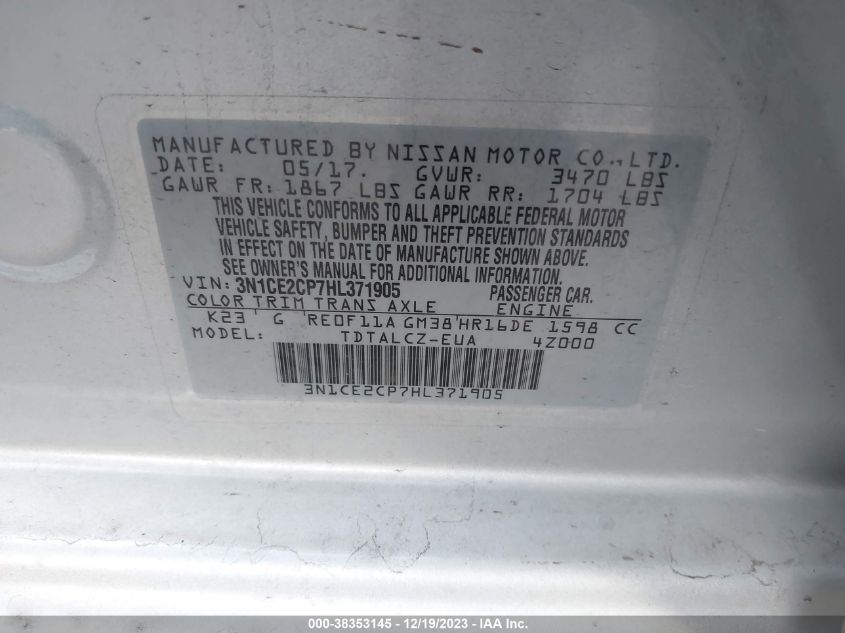 MANUFACTURED BY NISSAN MOTOR CO., LTD.
DATE: 05/17. GVWR: 3470 LBS
GAWR FR: 1867 LBS GAWR RR: 1704 LBS
THIS VEHICLE CONFORMS TO ALL APPLICABLE FEDERAL MOTOR
VEHICLE SAFETY, BUMPER AND THEFT PREVENTION STANDARDS
IN EFFECT ON THE DATE OF MANUFACTURE SHOWN ABOVE.
SEE OWNER'S MANUAL FOR ADDITIONAL INFORMATION.
VIN: 3N1CE2CP7HL371905 PASSENGER CAR.
COLOR TRIM TRANS AXLE ENGINE
K23 G RE0F11A GM38 HR16DE 1598 CC
MODEL: TDTALCZ-EUA 4Z000
3N1CE2CP7HL371905
000-38353145 - 12/19/2023 - IAA Inc.